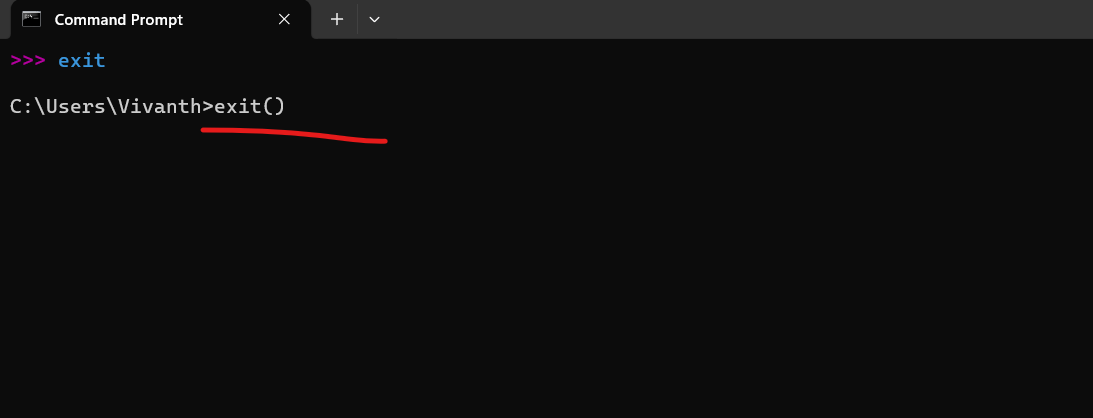 Command Prompt
>>> exit
C:\Users\Vivanth>exit()